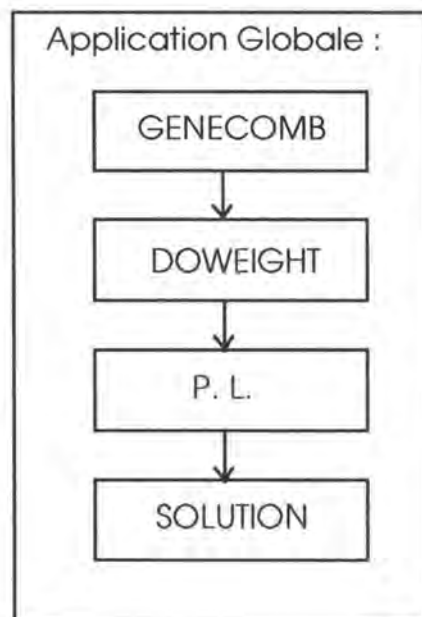 Application Globale :
GENECOMB
DOWEIGHT
P. L.
SOLUTION